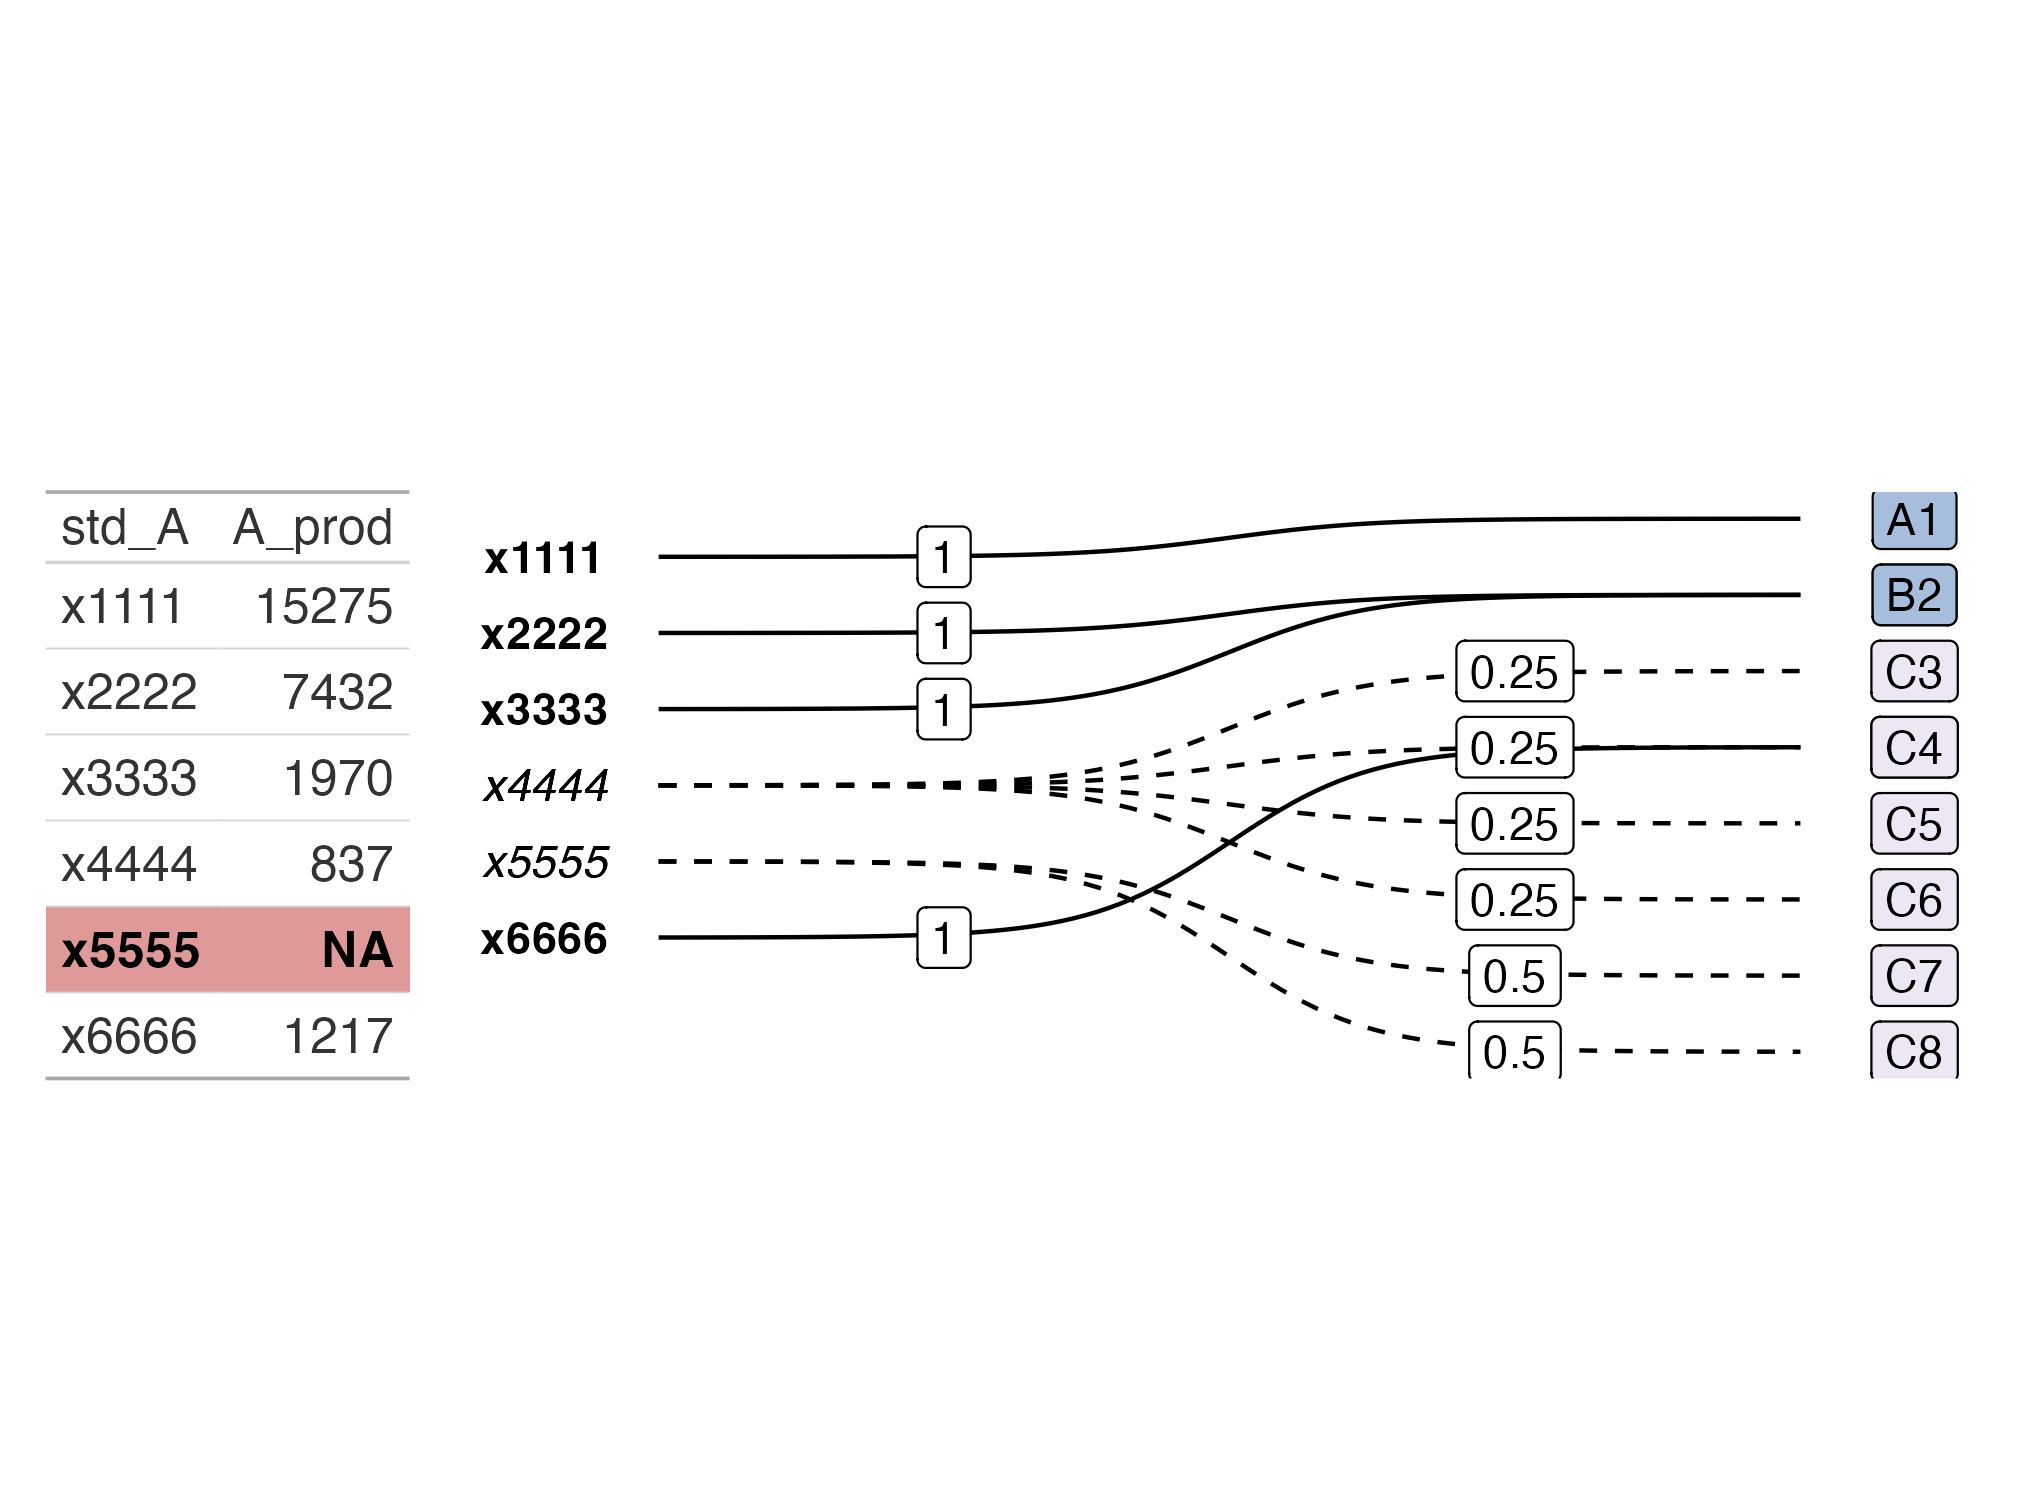 std_A A_prod
x1111 15275
x2222 7432
x3333 1970
x4444 837
x5555 NA
x6666 1217
x1111
x2222
x3333
x4444
x5555
x6666
1
1
1
1
0.25
0.25
0.25
0.25
0.5
0.5
A1
B2
C3
C4
C5
C6
C7
C8